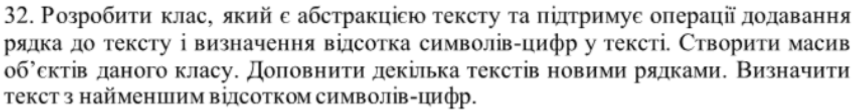 32. Розробити клас, який є абстракцією тексту та підтримує операції додавання
рядка до тексту і визначення відсотка символів-цифр у тексті. Створити масив
об’єктів даного класу. Доповнити декілька текстів новими рядками. Визначити
текст з найменшим відсотком символів-цифр.